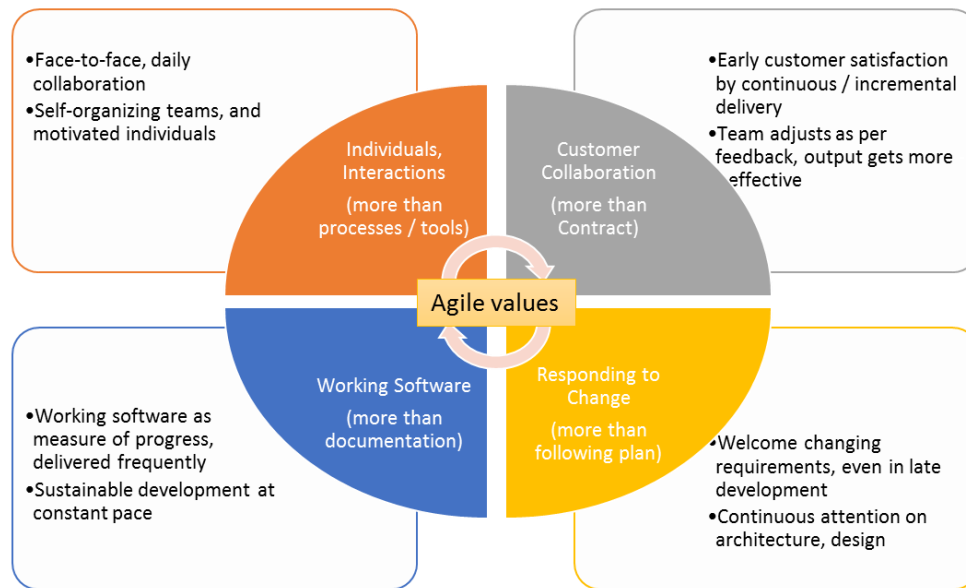 •Face-to-face, daily
collaboration
•Self-organizing teams, and
motivated individuals
Individuals,
Interactions
(more than
processes / tools)
•Early customer satisfaction
by continuous / incremental
delivery
•Team adjusts as per
feedback, output gets more
effective
Customer
Collaboration
(more than
Contract)
Agile values
•Working software as
measure of progress,
delivered frequently
•Sustainable development at
constant pace
Working Software
(more than
documentation)
Responding to
Change
(more than
following plan)
•Welcome changing
requirements, even in late
development
•Continuous attention on
architecture, design